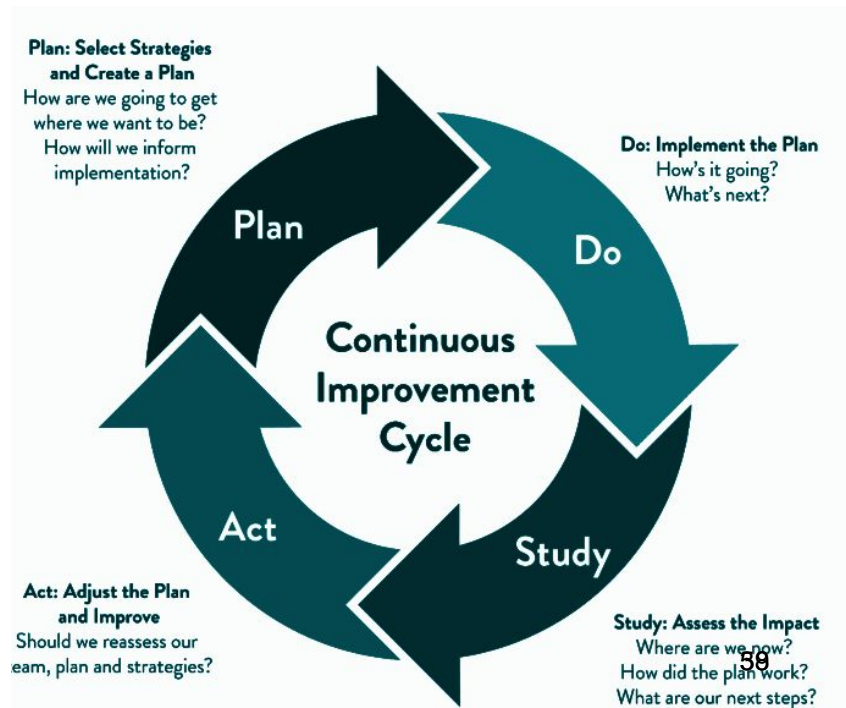 Plan: Select Strategies
and Create a Plan
How are we going to get
where we want to be?
How will we inform
implementation?
Do: Implement the Plan
How's it going?
What's next?
Plan
Do
Continuous
Improvement
Cycle
Act
Study
Act: Adjust the Plan
and Improve
Should we reassess our
eam, plan and strategies?
Study: Assess the Impact
Where are we now?
How did the plan work?
What are our next steps?